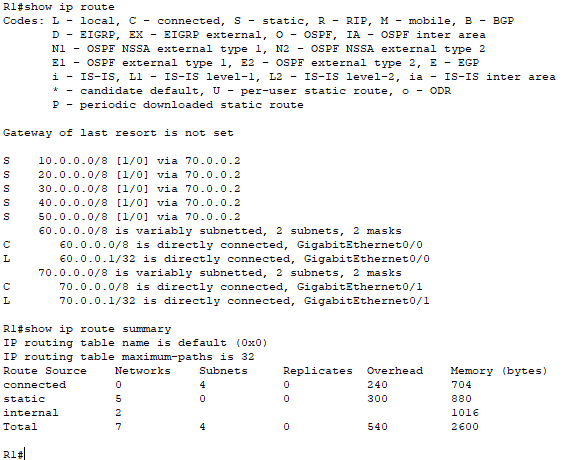 R1#show ip route
Codes: L - local, C - connected, S - static, R - RIP, M - mobile, B - BGP
       D - EIGRP, EX - EIGRP external, O - OSPF, IA - OSPF inter area
       N1 - OSPF NSSA external type 1, N2 - OSPF NSSA external type 2
       E1 - OSPF external type 1, E2 - OSPF external type 2, E - EGP
       i - IS-IS, L1 - IS-IS level-1, L2 - IS-IS level-2, ia - IS-IS inter area
       * - candidate default, U - per-user static route, o - ODR
       P - periodic downloaded static route

Gateway of last resort is not set

S    10.0.0.0/8 [1/0] via 70.0.0.2
S    20.0.0.0/8 [1/0] via 70.0.0.2
S    30.0.0.0/8 [1/0] via 70.0.0.2
S    40.0.0.0/8 [1/0] via 70.0.0.2
S    50.0.0.0/8 [1/0] via 70.0.0.2
     60.0.0.0/8 is variably subnetted, 2 subnets, 2 masks
C       60.0.0.0/8 is directly connected, GigabitEthernet0/0
L       60.0.0.1/32 is directly connected, GigabitEthernet0/0
     70.0.0.0/8 is variably subnetted, 2 subnets, 2 masks
C       70.0.0.0/8 is directly connected, GigabitEthernet0/1
L       70.0.0.1/32 is directly connected, GigabitEthernet0/1

R1#show ip route summary
IP routing table name is default (0x0)
IP routing table maximum-paths is 32
Route Source    Networks    Subnets     Replicates  Overhead    Memory (bytes)
connected       0           4           0           240         704
static          5           0           0           300         880
internal        2                                               1016
Total           7           4           0           540         2600

R1#